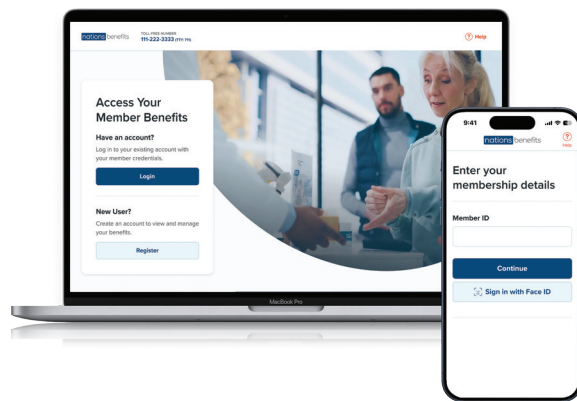 nations benefits
TOLL-FREE NUMBER
111-222-3333 (TTY: 711)
Help
Access Your
Member Benefits
Have an account?
Log in to your existing account with
your member credentials.
Login
New User?
Create an account to view and manage
your benefits.
Register
MacBook Pro
9:41
nations benefits
Help
Enter your
membership details
Member ID
Continue
Sign in with Face ID